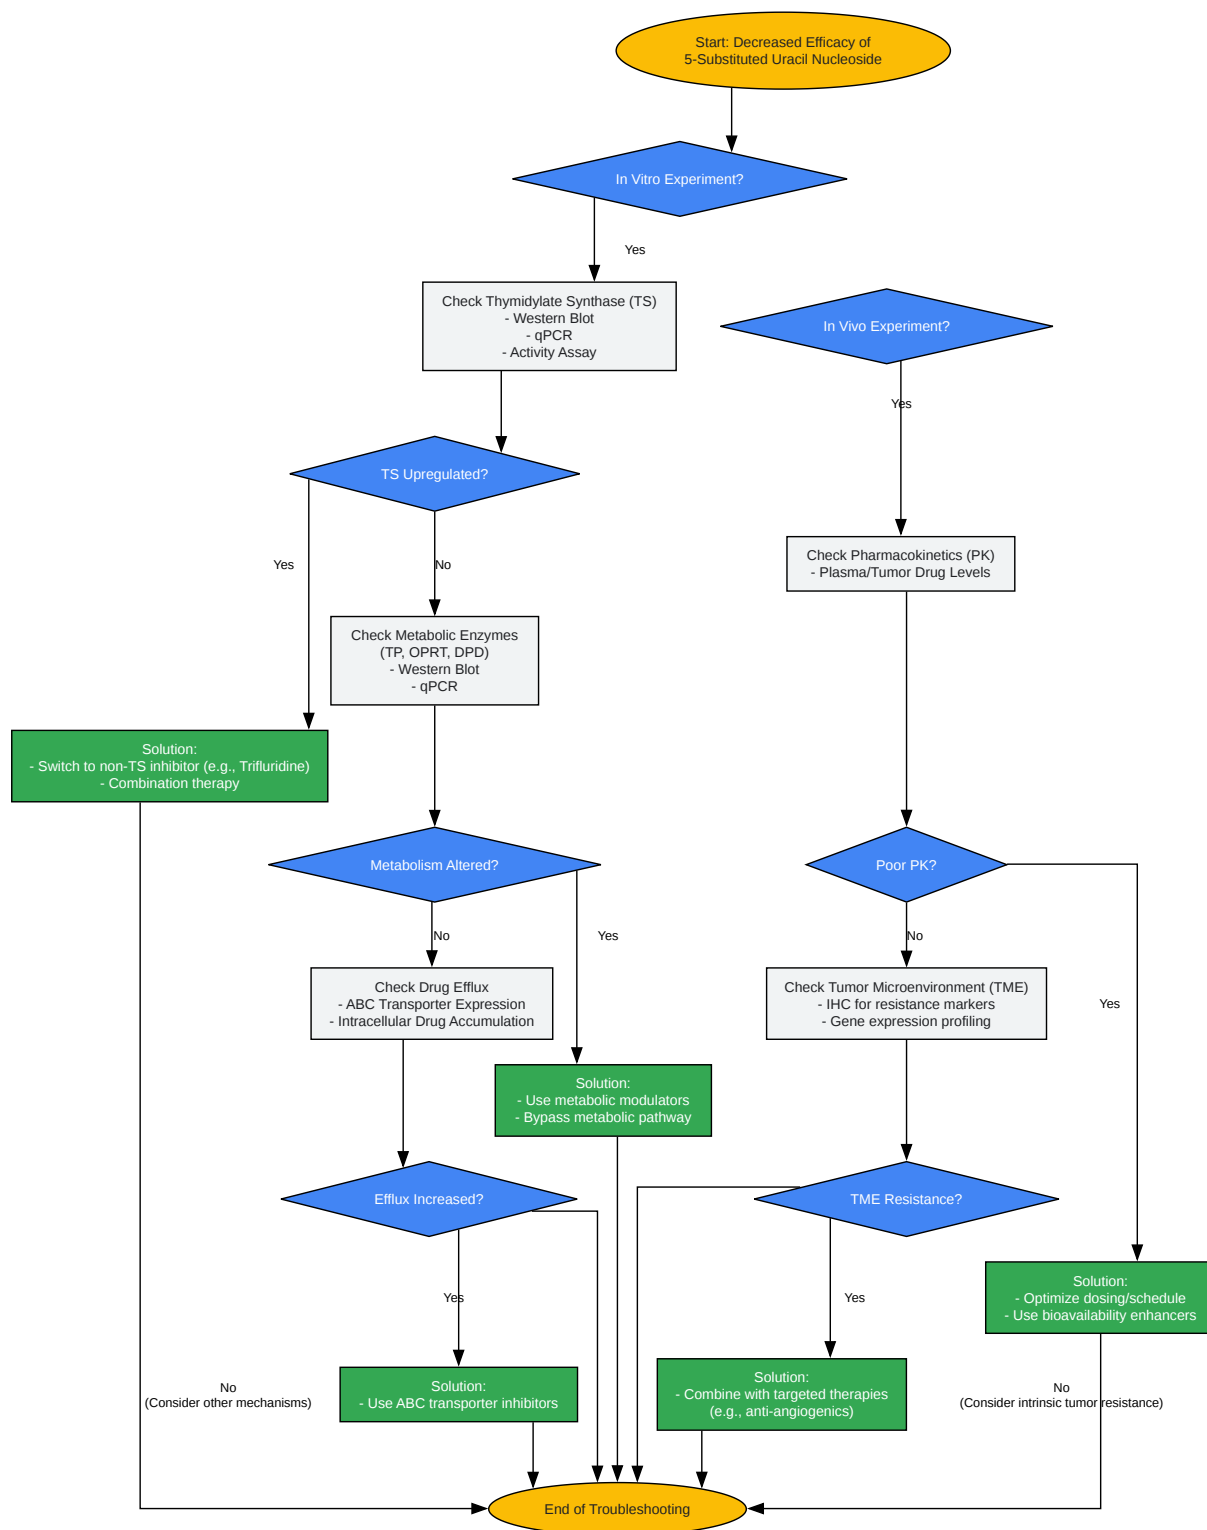 Start: Decreased Efficacy of
5-Substituted Uracil Nucleoside
In Vitro Experiment?
Yes
Check Thymidylate Synthase (TS)
- Western Blot
- qPCR
- Activity Assay
In Vivo Experiment?
Yes
TS Upregulated?
Yes
No
Check Pharmacokinetics (PK)
- Plasma/Tumor Drug Levels
Check Metabolic Enzymes
(TP, OPRT, DPD)
- Western Blot
- qPCR
Solution:
- Switch to non-TS inhibitor (e.g., Trifluridine)
- Combination therapy
Metabolism Altered?
Poor PK?
No
Yes
No
Check Drug Efflux
- ABC Transporter Expression
- Intracellular Drug Accumulation
Check Tumor Microenvironment (TME)
- IHC for resistance markers
- Gene expression profiling
Yes
Solution:
- Use metabolic modulators
- Bypass metabolic pathway
Efflux Increased?
TME Resistance?
Yes
Yes
Solution:
- Optimize dosing/schedule
- Use bioavailability enhancers
No
(Consider other mechanisms)
Solution:
- Use ABC transporter inhibitors
Solution:
- Combine with targeted therapies
(e.g., anti-angiogenics)
No
(Consider intrinsic tumor resistance)
End of Troubleshooting